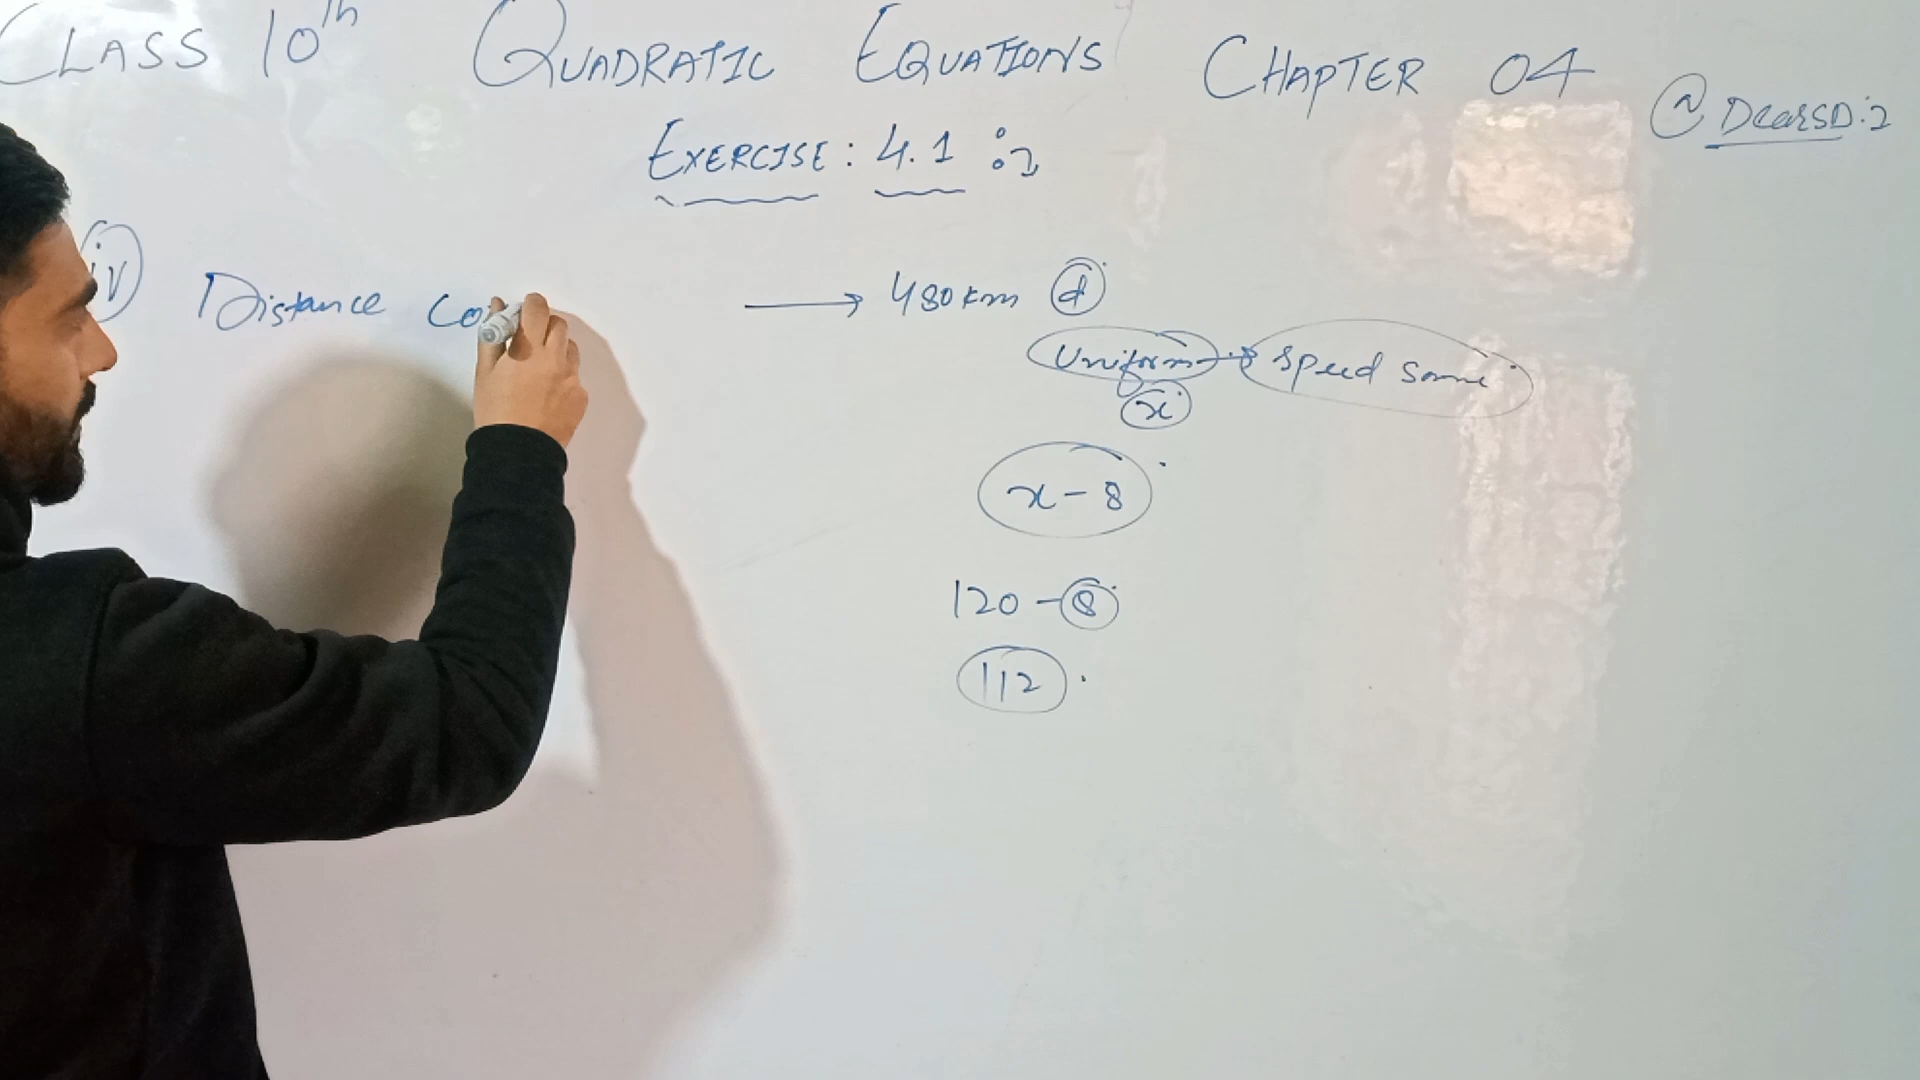 CLASS 10th QUADRATIC EQUATIONS CHAPTER 04
@DearSD:2
EXERCISE: 4.1 :2
iv) Distance → 480 km d
Uniform → Speed Same
x
x - 8
120 - 8
112